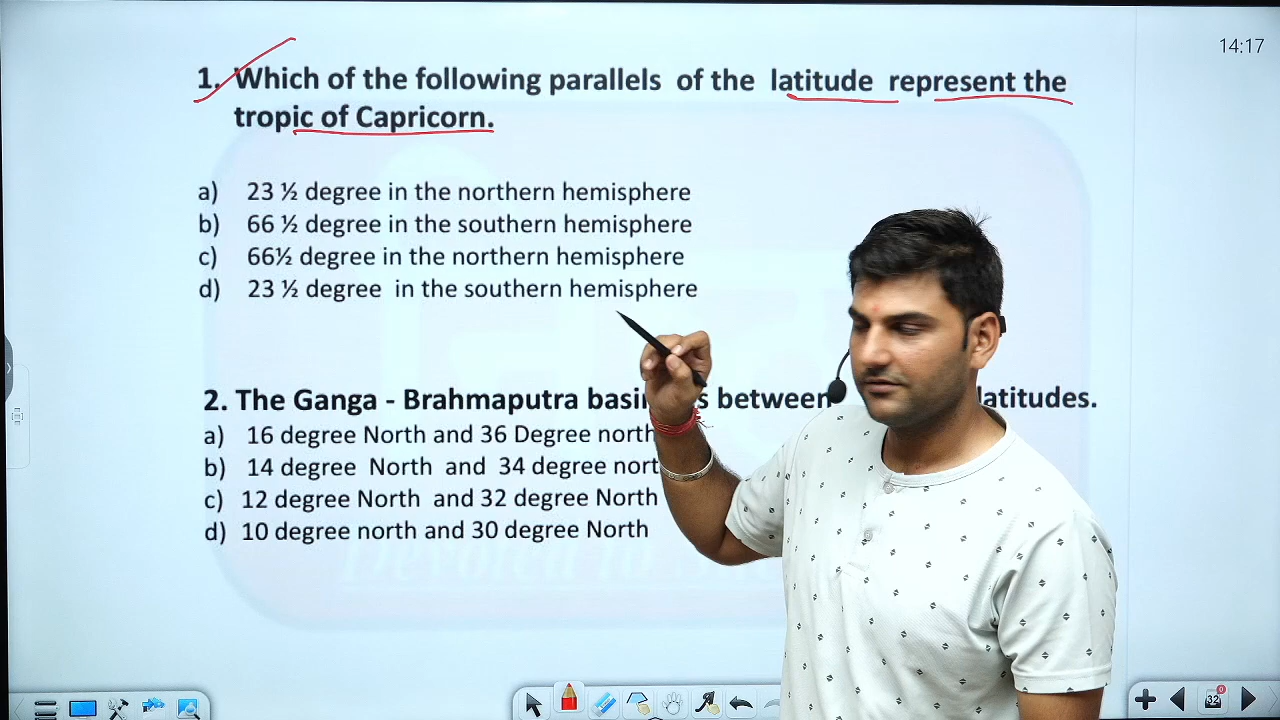 14:17
1. Which of the following parallels of the latitude represent the
tropic of Capricorn.
a) 23 ½ degree in the northern hemisphere
b) 66 ½ degree in the southern hemisphere
c) 66½ degree in the northern hemisphere
d) 23 ½ degree in the southern hemisphere
2. The Ganga - Brahmaputra between latitudes.
a) 16 degree North and 36 Degree north
b) 14 degree North and 34 degree nort
c) 12 degree North and 32 degree North
d) 10 degree north and 30 degree North
32